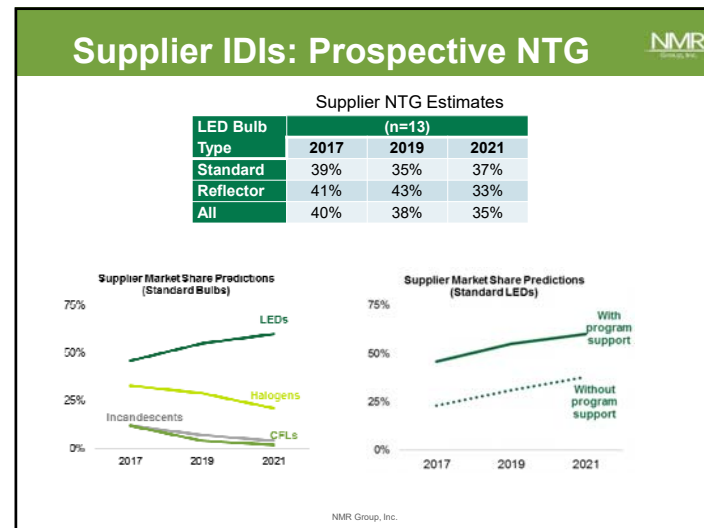 Supplier IDIs: Prospective NTG
NMR
Group, Inc.
Supplier NTG Estimates
LED Bulb Type (n=13)
2017 2019 2021
Standard 39% 35% 37%
Reflector 41% 43% 33%
All 40% 38% 35%
Supplier Market Share Predictions
(Standard Bulbs)
75%
50%
25%
0%
LEDs
Halogens
Incandescents
CFLs
2017 2019 2021
Supplier Market Share Predictions
(Standard LEDs)
75%
50%
25%
0%
With
program
support
Without
program
support
2017 2019 2021
NMR Group, Inc.